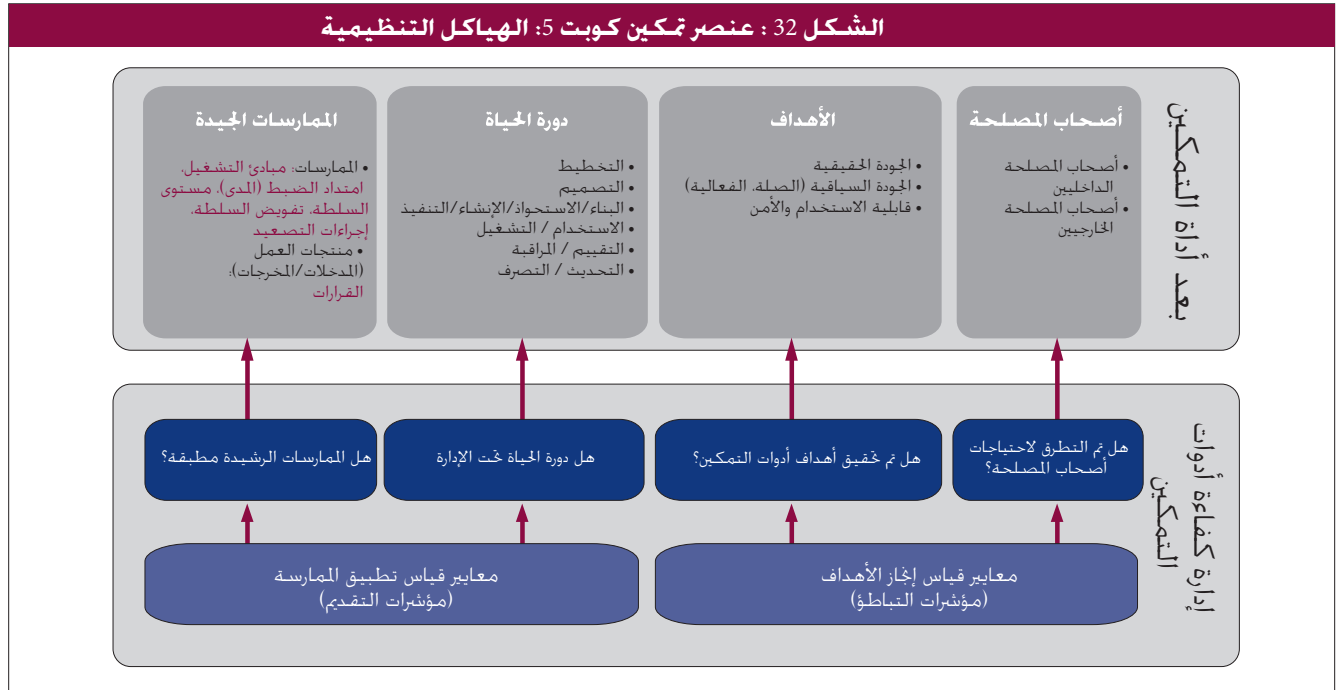 الشكل 32 : عنصر تمكين كوبت 5: الهياكل التنظيمية
بعد أداة التمكين
أصحاب المصلحة
• أصحاب المصلحة
الداخليين
• أصحاب المصلحة
الخارجيين
الأهداف
• الجودة الحقيقية
• الجودة السياقية (الصلة، الفعالية)
• قابلية الاستخدام والأمن
دورة الحياة
• التخطيط
• التصميم
• البناء/الاستحواذ/الإنشاء/التنفيذ
• الاستخدام / التشغيل
• التقييم / المراقبة
• التحديث / التصرف
الممارسات الجيدة
• الممارسات: مبادئ التشغيل،
امتداد الضبط (المدى)، مستوى
السلطة، تفويض السلطة،
إجراءات التصعيد
• منتجات العمل
(المدخلات/المخرجات):
القرارات
إدارة كفاءة أدوات
التمكين
هل تم التطرق لاحتياجات
أصحاب المصلحة؟
هل تم تحقيق أهداف أدوات التمكين؟
هل دورة الحياة تحت الإدارة
هل الممارسات الرشيدة مطبقة؟
معايير قياس إنجاز الأهداف
(مؤشرات التباطؤ)
معايير قياس تطبيق الممارسة
(مؤشرات التقديم)